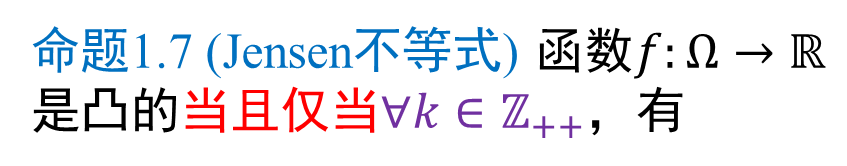 命题1.7 (Jensen不等式) 函数𝑓: Ω → ℝ
是凸的当且仅当∀𝑘 ∈ ℤ₊₊，有